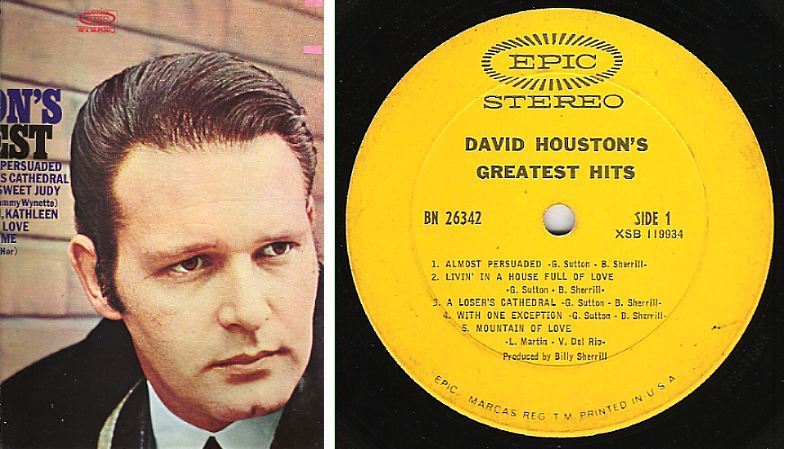 EPIC
STEREO
ON'S
EST
PERSUADED
S CATHEDRAL
SWEET JUDY
ammy Wynette)
, KATHLEEN
LOVE
ME
Her)
EPIC
STEREO
DAVID HOUSTON'S
GREATEST HITS
BN 26342
SIDE 1
XSB 119934
1. ALMOST PERSUADED -G. Sutton - B. Sherrill-
2. LIVIN' IN A HOUSE FULL OF LOVE
-G. Sutton - B. Sherrill-
3. A LOSER'S CATHEDRAL -G. Sutton - B. Sherrill-
4. WITH ONE EXCEPTION -G. Sutton - B. Sherrill-
5. MOUNTAIN OF LOVE
-L. Martin - V. Del Rio-
Produced by Billy Sherrill
EPIC, MARCAS REG. T.M. PRINTED IN U S A